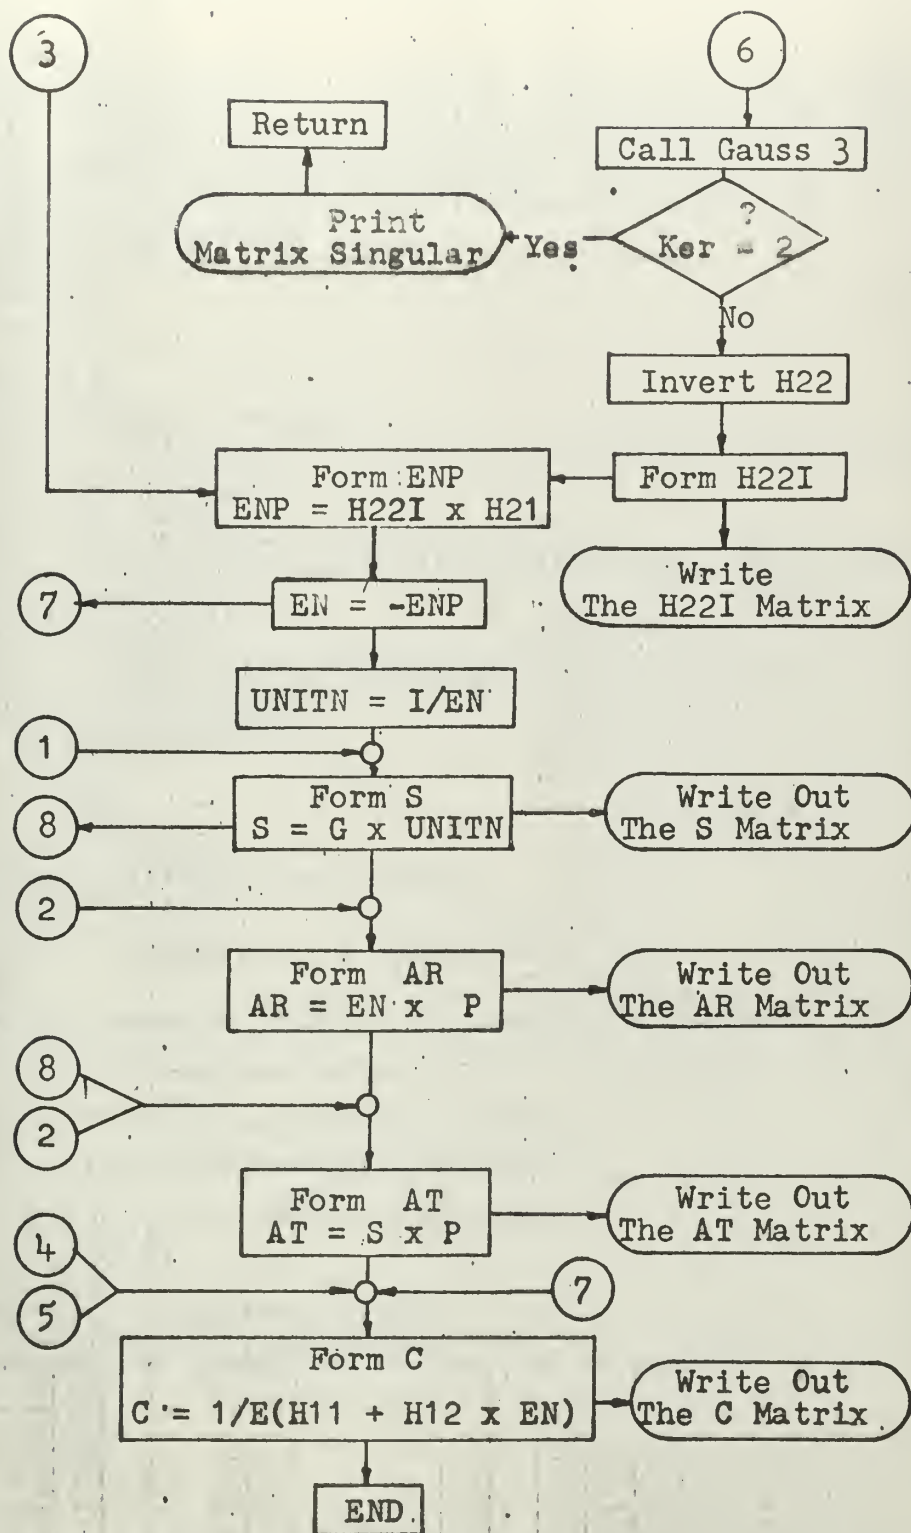 3
6
Return
Call Gauss 3
Print
Matrix Singular
Yes
?
Ker = 2
No
Invert H22
Form ENP
ENP = H22I x H21
Form H22I
Write
The H22I Matrix
7
EN = -ENP
UNITN = I/EN
1
Form S
S = G x UNITN
Write Out
The S Matrix
8
2
Form AR
AR = EN x P
Write Out
The AR Matrix
8
2
Form AT
AT = S x P
Write Out
The AT Matrix
4
5
7
Form C
C = 1/E(H11 + H12 x EN)
Write Out
The C Matrix
END